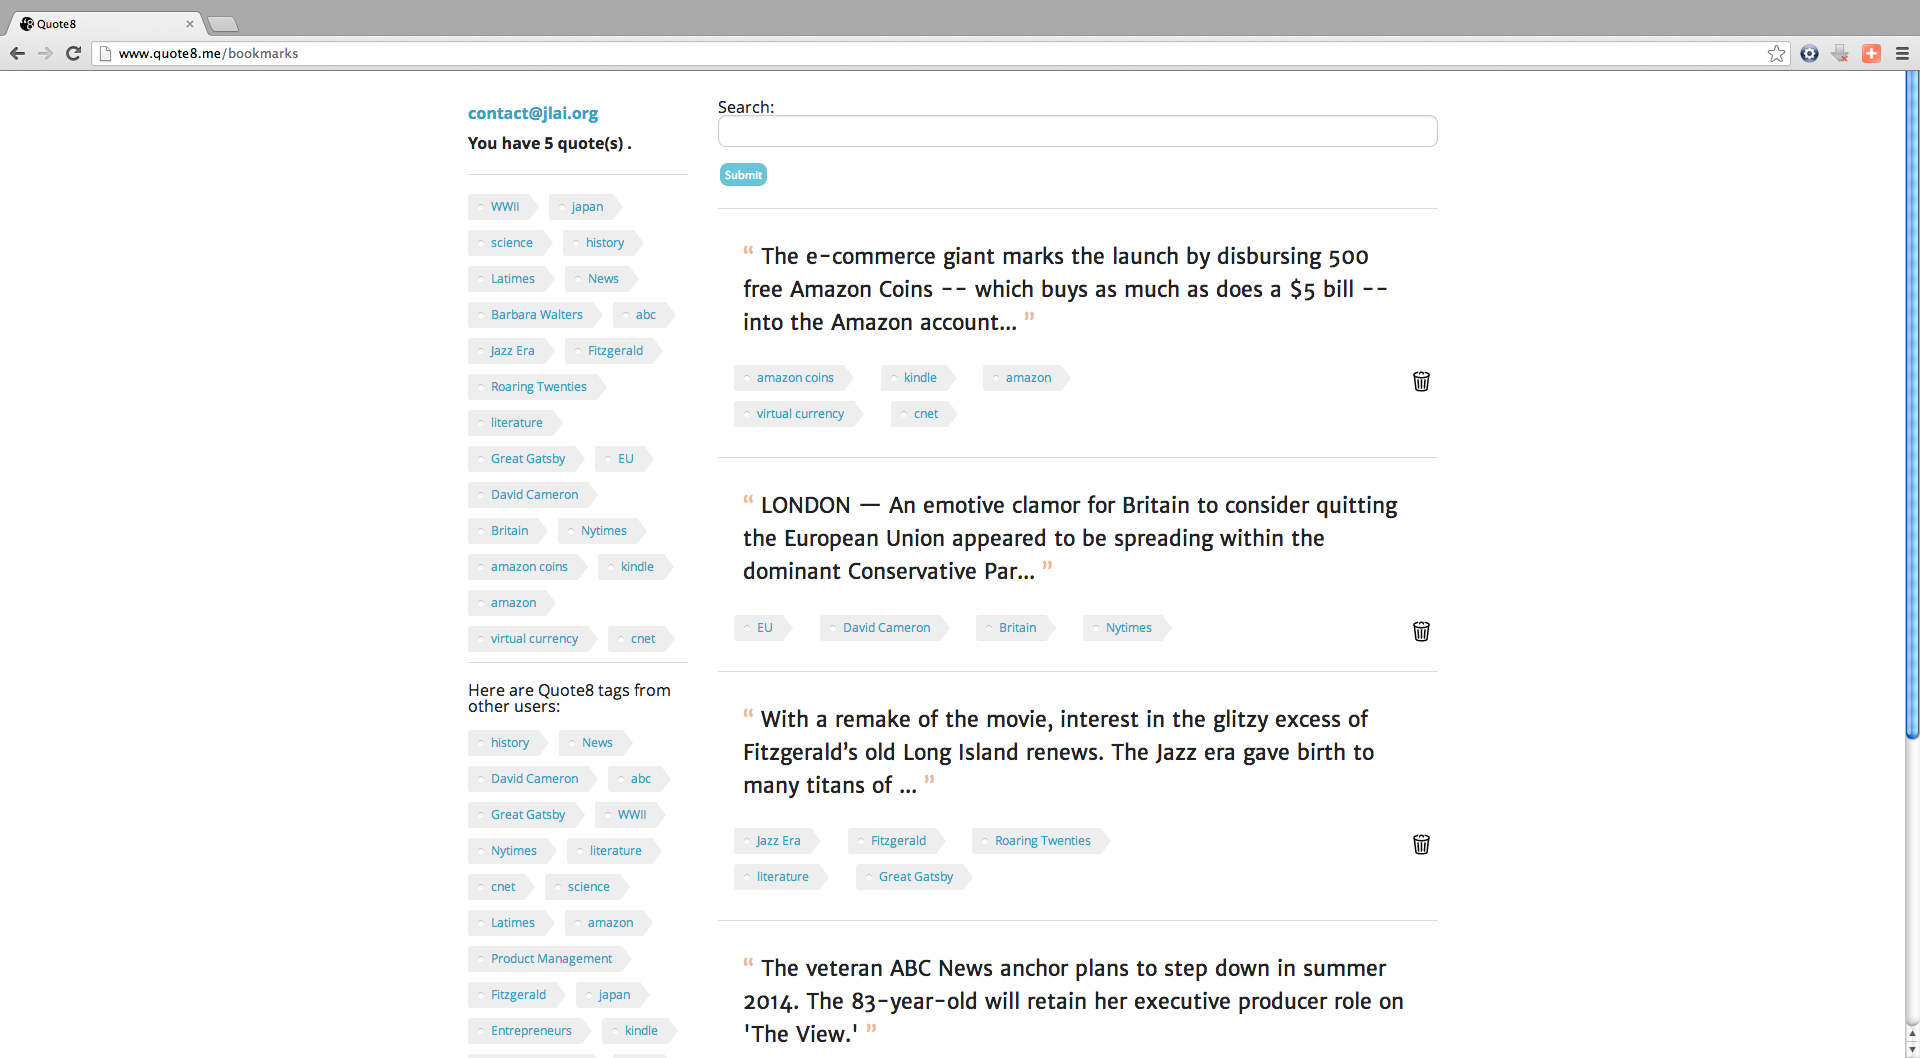 Quote8
www.quote8.me/bookmarks
contact@jlai.org
You have 5 quote(s) .
WWII japan
science history
Latimes News
Barbara Walters abc
Jazz Era Fitzgerald
Roaring Twenties
literature
Great Gatsby EU
David Cameron
Britain Nytimes
amazon coins kindle
amazon
virtual currency cnet
Here are Quote8 tags from
other users:
history News
David Cameron abc
Great Gatsby WWII
Nytimes literature
cnet science
Latimes amazon
Product Management
Fitzgerald japan
Entrepreneurs kindle
Search:
Submit
“ The e-commerce giant marks the launch by disbursing 500
free Amazon Coins -- which buys as much as does a $5 bill --
into the Amazon account... ”
amazon coins kindle amazon
virtual currency cnet
“ LONDON — An emotive clamor for Britain to consider quitting
the European Union appeared to be spreading within the
dominant Conservative Par... ”
EU David Cameron Britain Nytimes
“ With a remake of the movie, interest in the glitzy excess of
Fitzgerald’s old Long Island renews. The Jazz era gave birth to
many titans of ... ”
Jazz Era Fitzgerald Roaring Twenties
literature Great Gatsby
“ The veteran ABC News anchor plans to step down in summer
2014. The 83-year-old will retain her executive producer role on
'The View.' ”